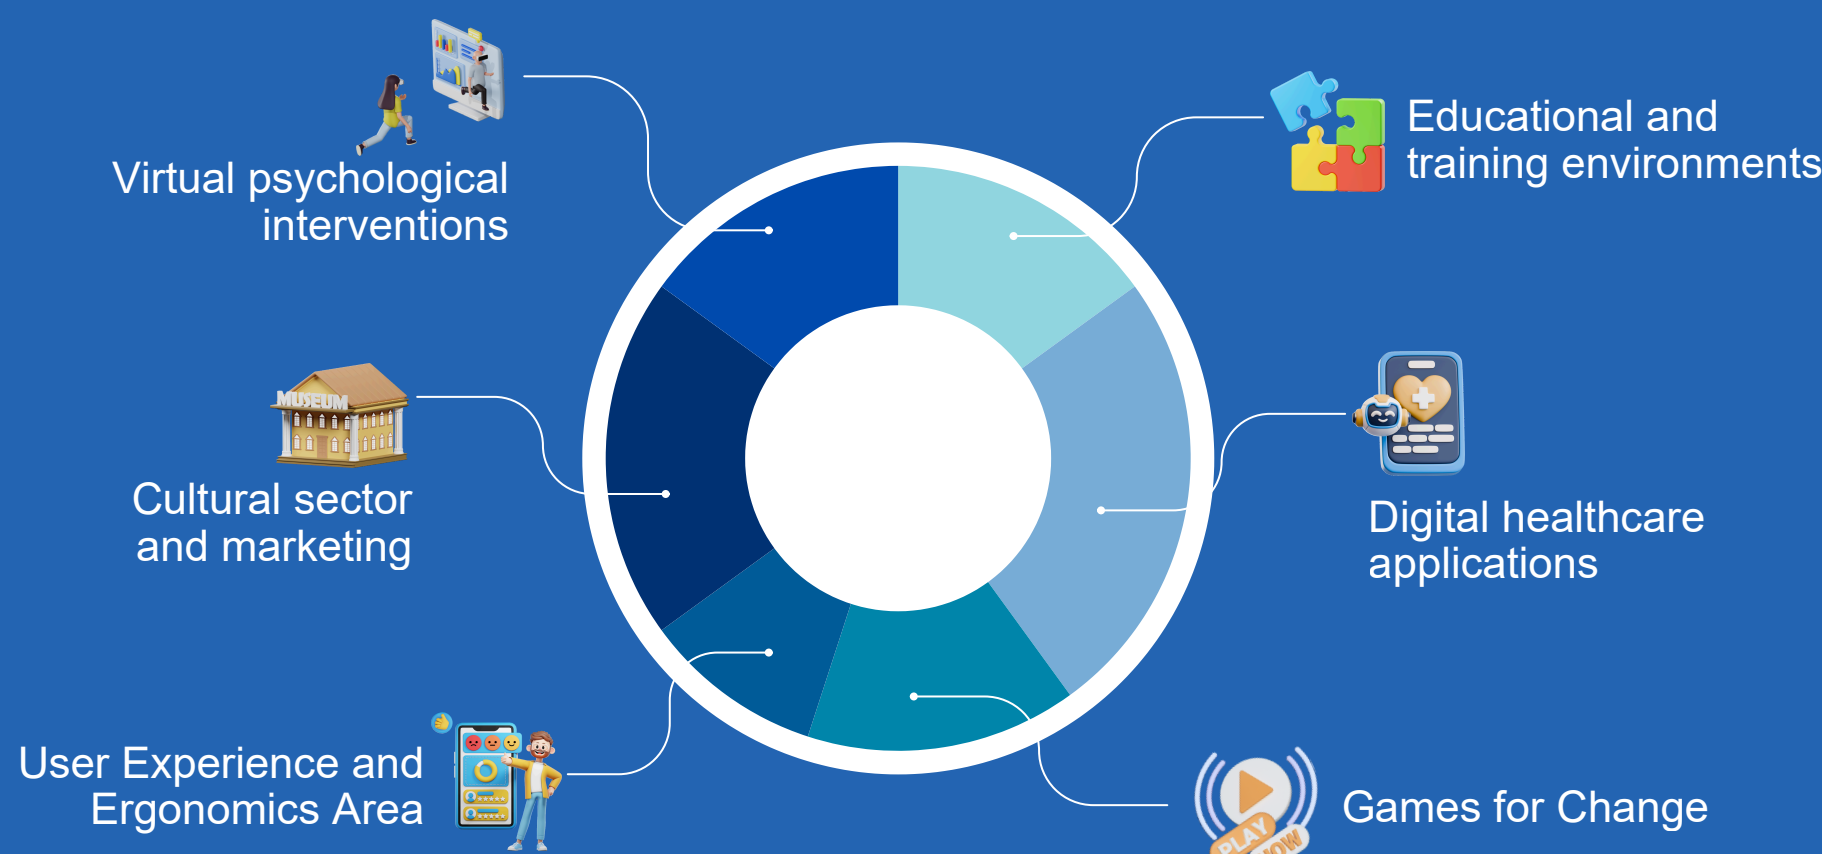 Virtual psychological
interventions
Educational and
training environments
MUSEUM
Cultural sector
and marketing
Digital healthcare
applications
User Experience and
Ergonomics Area
PLAY
NOW
Games for Change